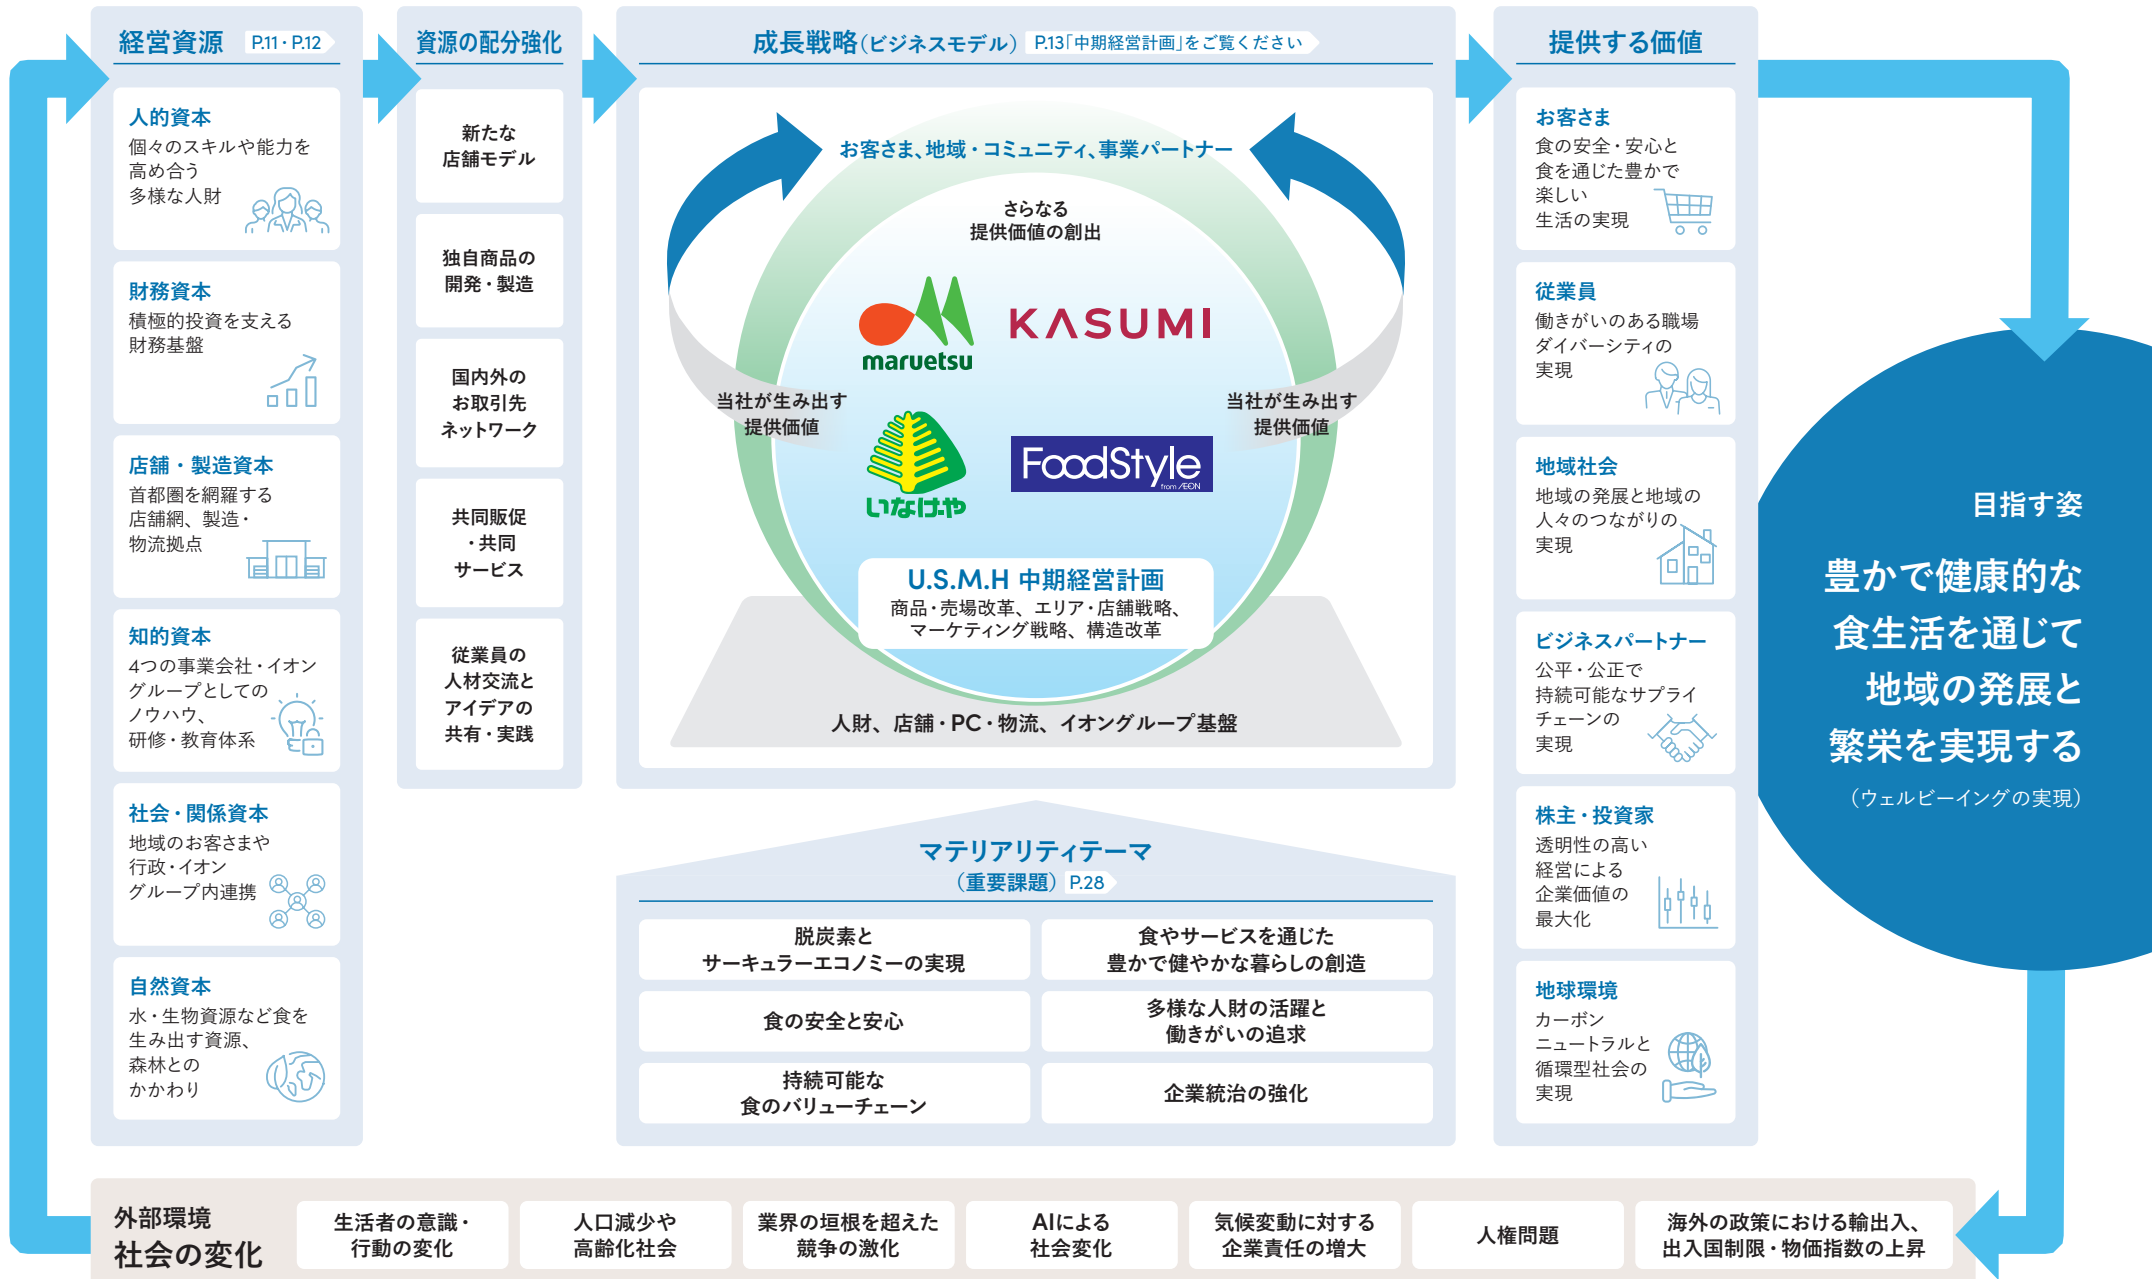 経営資源 P.11・P.12
人的資本
個々のスキルや能力を
高め合う
多様な人財
財務資本
積極的投資を支える
財務基盤
店舗・製造資本
首都圏を網羅する
店舗網、製造・
物流拠点
知的資本
4つの事業会社・イオン
グループとしての
ノウハウ、
研修・教育体系
社会・関係資本
地域のお客さまや
行政・イオン
グループ内連携
自然資本
水・生物資源など食を
生み出す資源、
森林との
かかわり
資源の配分強化
新たな
店舗モデル
独自商品の
開発・製造
国内外の
お取引先
ネットワーク
共同販促
・共同
サービス
従業員の
人材交流と
アイデアの
共有・実践
成長戦略(ビジネスモデル) P.13「中期経営計画」をご覧ください
お客さま、地域・コミュニティ、事業パートナー
さらなる
提供価値の創出
maruetsu
KASUMI
当社が生み出す
提供価値
当社が生み出す
提供価値
いなげや
FoodStyle
from ÆON
U.S.M.H 中期経営計画
商品・売場改革、エリア・店舗戦略、
マーケティング戦略、構造改革
人財、店舗・PC・物流、イオングループ基盤
マテリアリティテーマ
(重要課題) P.28
脱炭素と
サーキュラーエコノミーの実現
食やサービスを通じた
豊かで健やかな暮らしの創造
食の安全と安心
多様な人財の活躍と
働きがいの追求
持続可能な
食のバリューチェーン
企業統治の強化
提供する価値
お客さま
食の安全・安心と
食を通じた豊かで
楽しい
生活の実現
従業員
働きがいのある職場
ダイバーシティの
実現
地域社会
地域の発展と地域の
人々のつながりの
実現
ビジネスパートナー
公平・公正で
持続可能なサプライ
チェーンの
実現
株主・投資家
透明性の高い
経営による
企業価値の
最大化
地球環境
カーボン
ニュートラルと
循環型社会の
実現
目指す姿
豊かで健康的な
食生活を通じて
地域の発展と
繁栄を実現する
(ウェルビーイングの実現)
外部環境
社会の変化
生活者の意識・
行動の変化
人口減少や
高齢化社会
業界の垣根を超えた
競争の激化
AIによる
社会変化
気候変動に対する
企業責任の増大
人権問題
海外の政策における輸出入、
出入国制限・物価指数の上昇